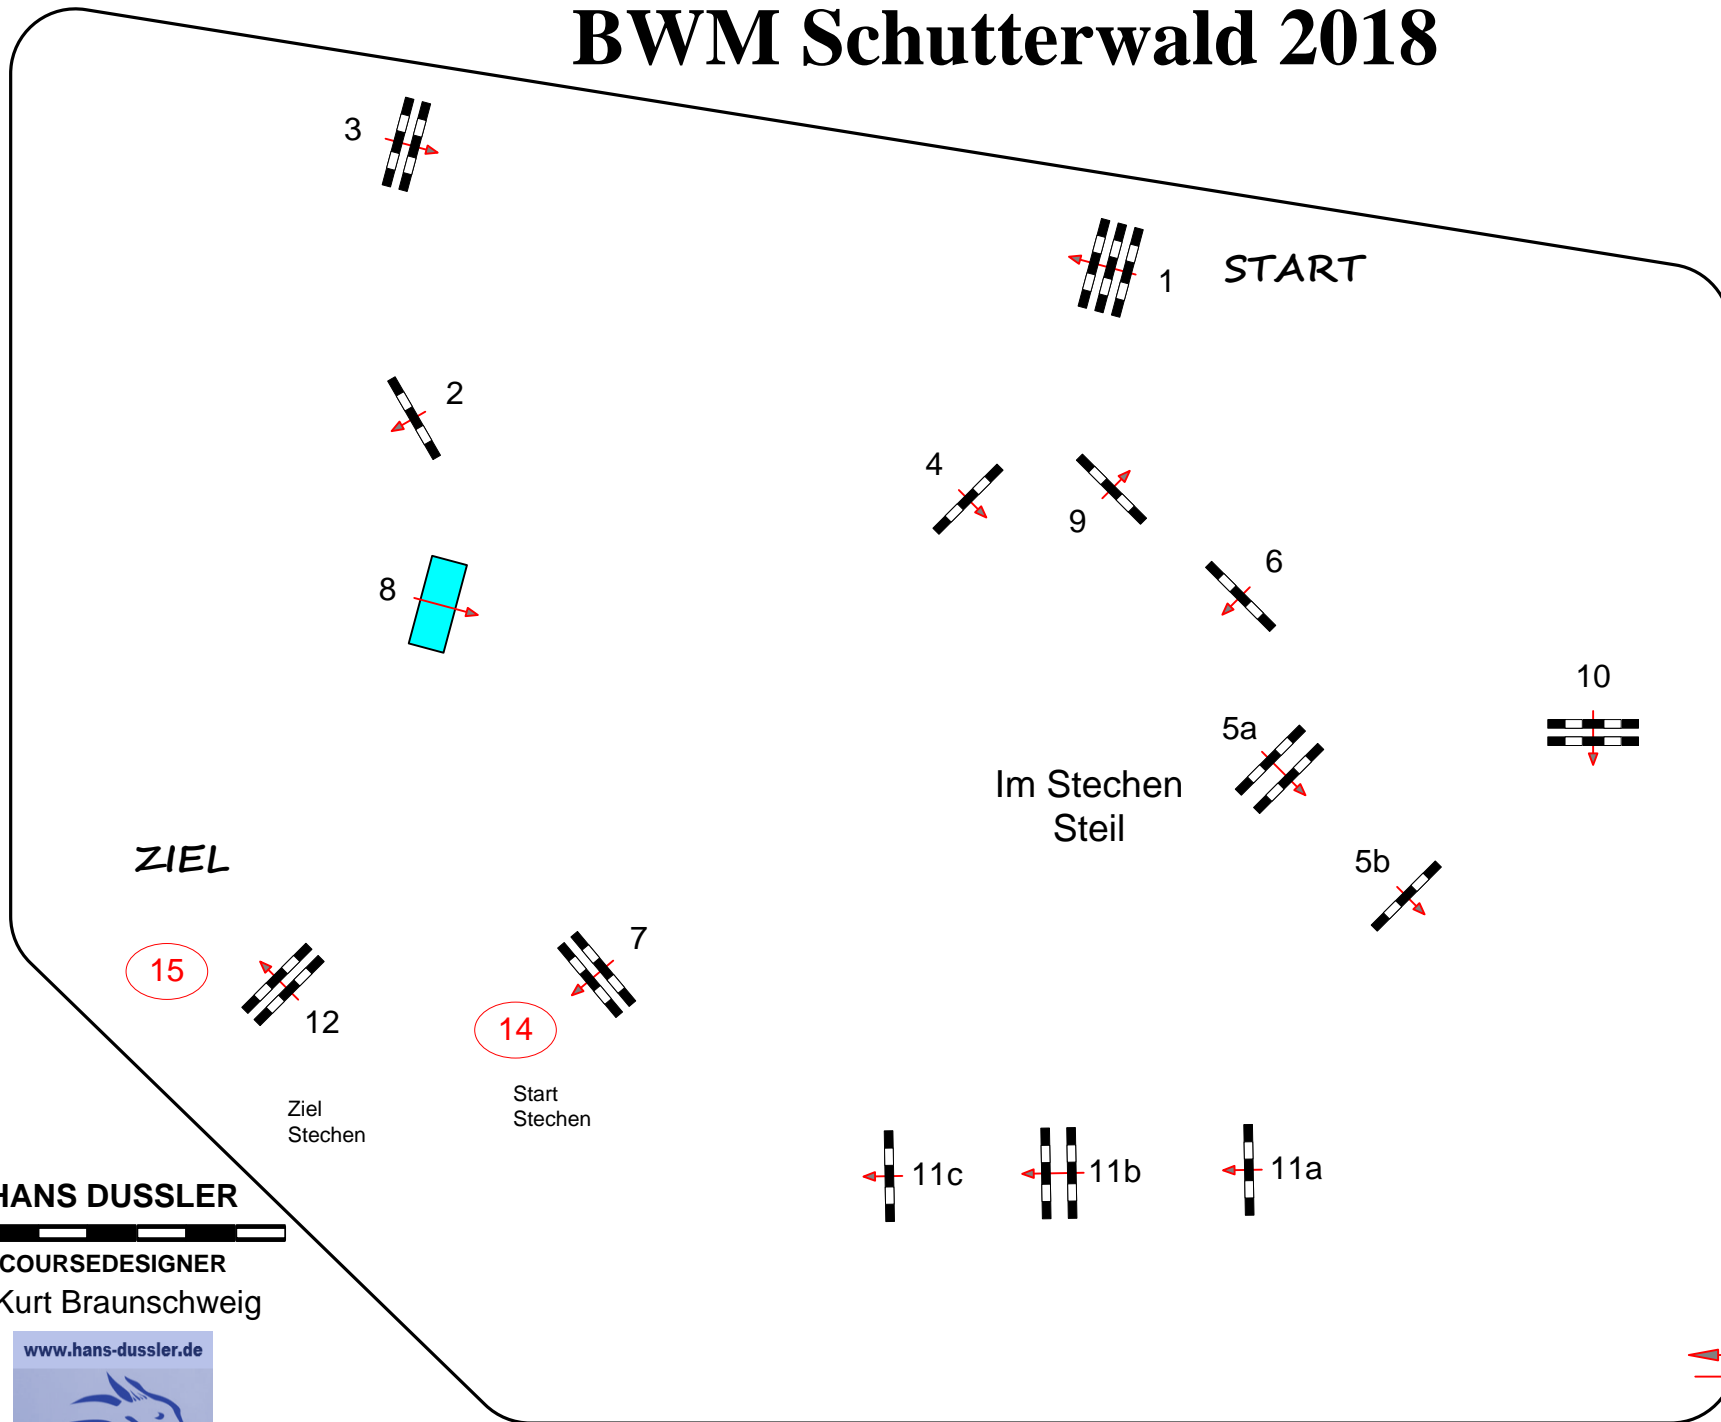 BWM Schutterwald 2018
3
START
1
2
4
9
6
8
10
5a
Im Stechen
Steil
5b
ZIEL
7
15
12
14
Start
Stechen
Ziel
Stechen
11c
11b
11a
HANS DUSSLER
COURSEDESIGNER
Kurt Braunschweig
www.hans-dussler.de